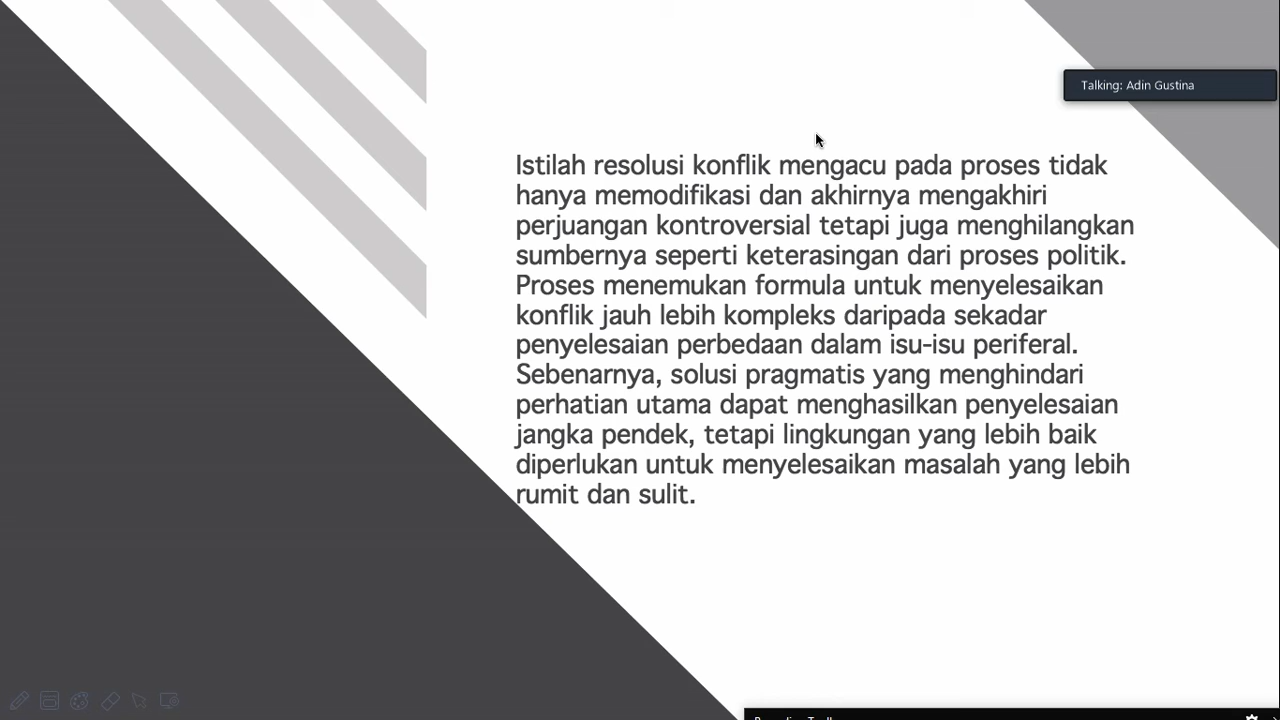 Talking: Adin Gustina
Istilah resolusi konflik mengacu pada proses tidak
hanya memodifikasi dan akhirnya mengakhiri
perjuangan kontroversial tetapi juga menghilangkan
sumbernya seperti keterasingan dari proses politik.
Proses menemukan formula untuk menyelesaikan
konflik jauh lebih kompleks daripada sekadar
penyelesaian perbedaan dalam isu-isu periferal.
Sebenarnya, solusi pragmatis yang menghindari
perhatian utama dapat menghasilkan penyelesaian
jangka pendek, tetapi lingkungan yang lebih baik
diperlukan untuk menyelesaikan masalah yang lebih
rumit dan sulit.